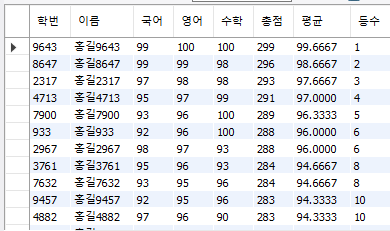 학번 이름 국어 영어 수학 총점 평균 등수
9643 홍길9643 99 100 100 299 99.6667 1
8647 홍길8647 99 99 98 296 98.6667 2
2317 홍길2317 97 98 98 293 97.6667 3
4713 홍길4713 95 97 99 291 97.0000 4
7900 홍길7900 93 96 100 289 96.3333 5
933 홍길933 92 96 100 288 96.0000 6
2967 홍길2967 98 97 93 288 96.0000 6
3761 홍길3761 95 96 93 284 94.6667 8
7632 홍길7632 93 95 96 284 94.6667 8
9457 홍길9457 92 95 96 283 94.3333 10
4882 홍길4882 97 96 90 283 94.3333 10